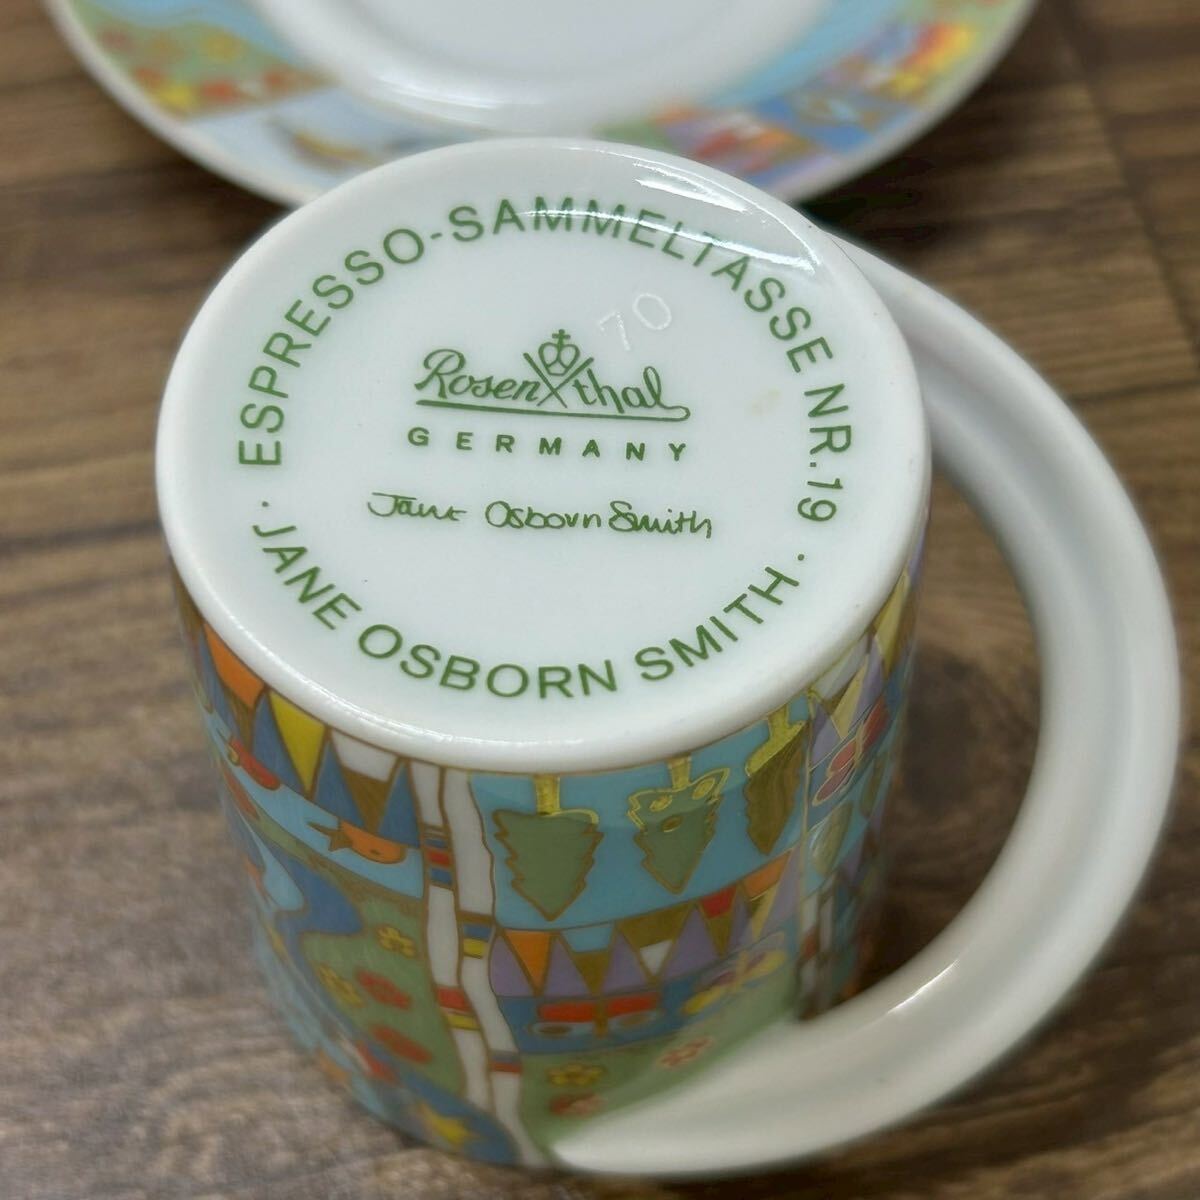 ESPRESSO-SAMMELTASSE NR.19 ·
70
Rosenthal
GERMANY
Jane Osborn Smith
· JANE OSBORN SMITH